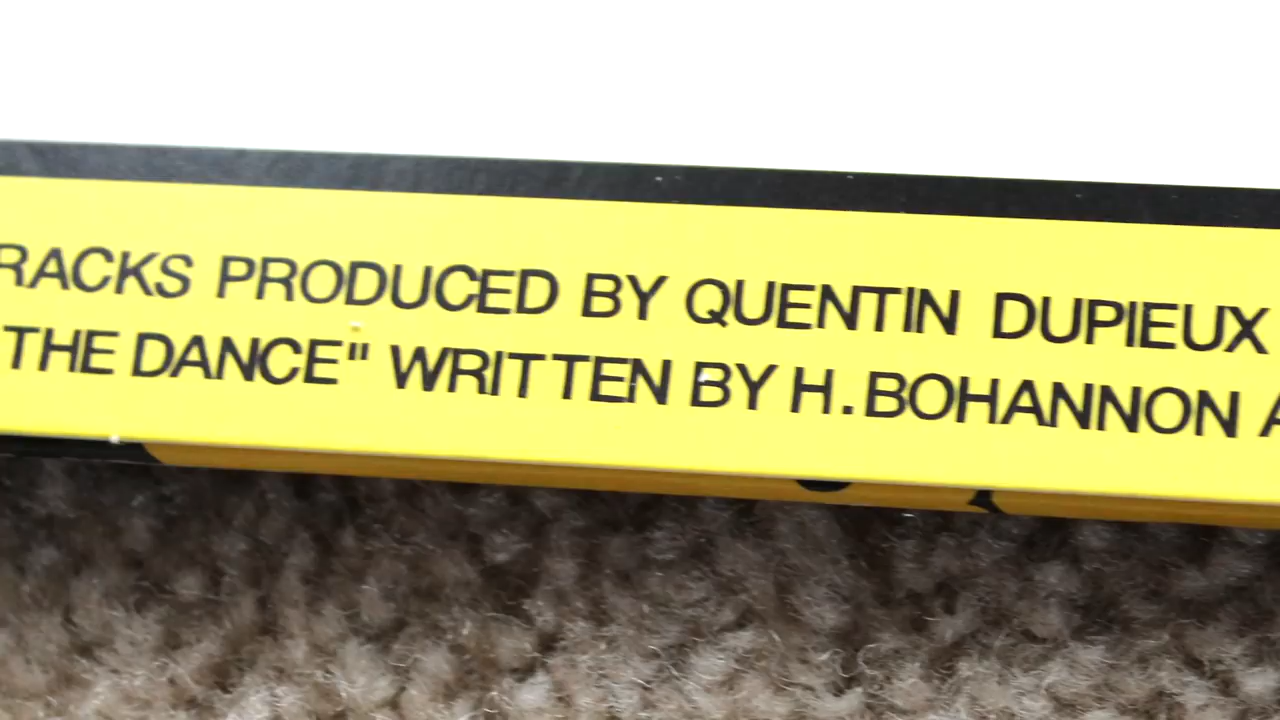 RACKS PRODUCED BY QUENTIN DUPIEUX
THE DANCE" WRITTEN BY H.BOHANNON A